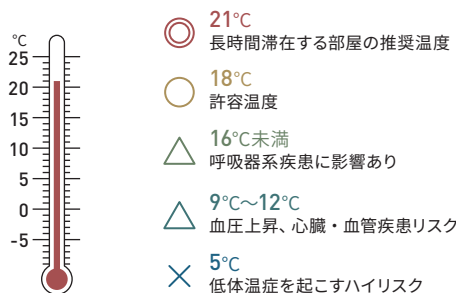 °C
25
20
15
10
5
0
-5
21°C
長時間滞在する部屋の推奨温度
18°C
許容温度
16°C未満
呼吸器系疾患に影響あり
9°C〜12°C
血圧上昇、心臓・血管疾患リスク
5°C
低体温症を起こすハイリスク